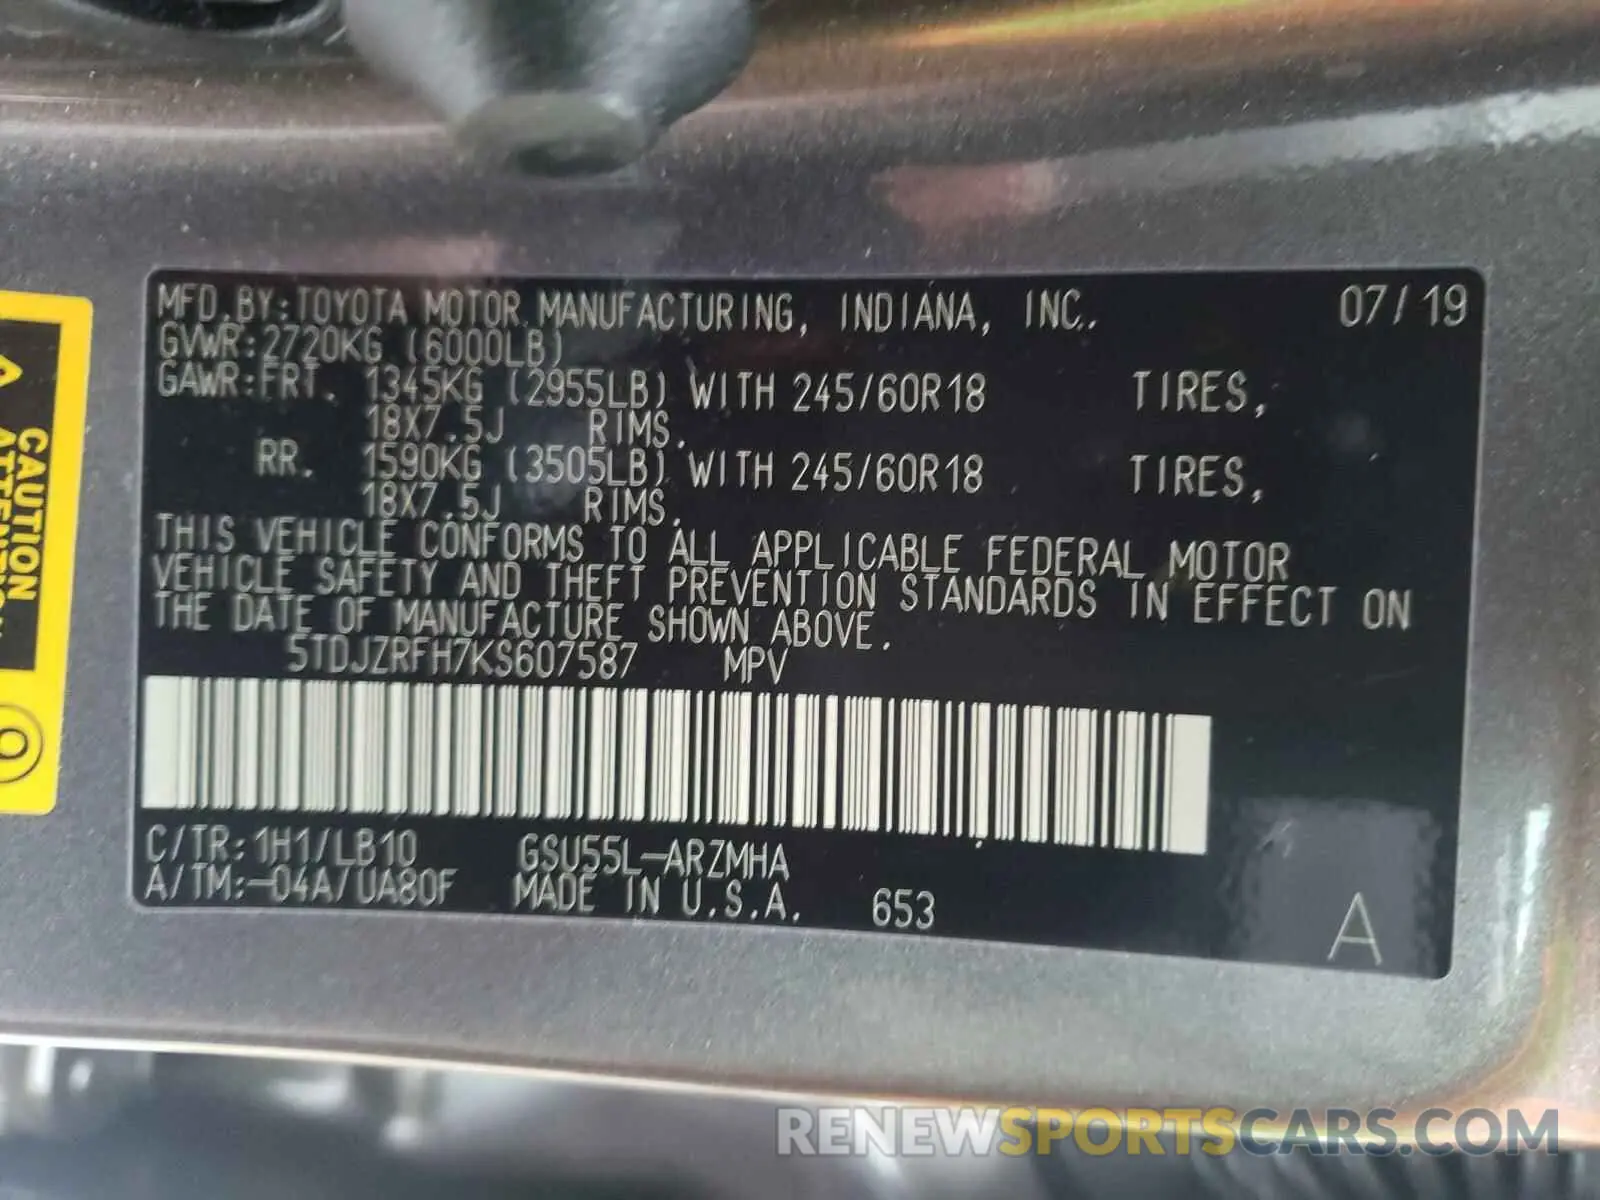 MFD.BY:TOYOTA MOTOR MANUFACTURING, INDIANA, INC. 07/19
GVWR:2720KG (6000LB)
GAWR:FRT. 1345KG (2955LB) WITH 245/60R18 TIRES,
18X7.5J RIMS.
RR. 1590KG (3505LB) WITH 245/60R18 TIRES,
18X7.5J RIMS.
THIS VEHICLE CONFORMS TO ALL APPLICABLE FEDERAL MOTOR
VEHICLE SAFETY AND THEFT PREVENTION STANDARDS IN EFFECT ON
THE DATE OF MANUFACTURE SHOWN ABOVE.
5TDJZRFH7KS607587 MPV
C/TR:1H1/LB10 GSU55L-ARZMHA
A/TM:-04A/UA80F MADE IN U.S.A. 653
A
CAUTION
RENEWSPORTSCARS.COM